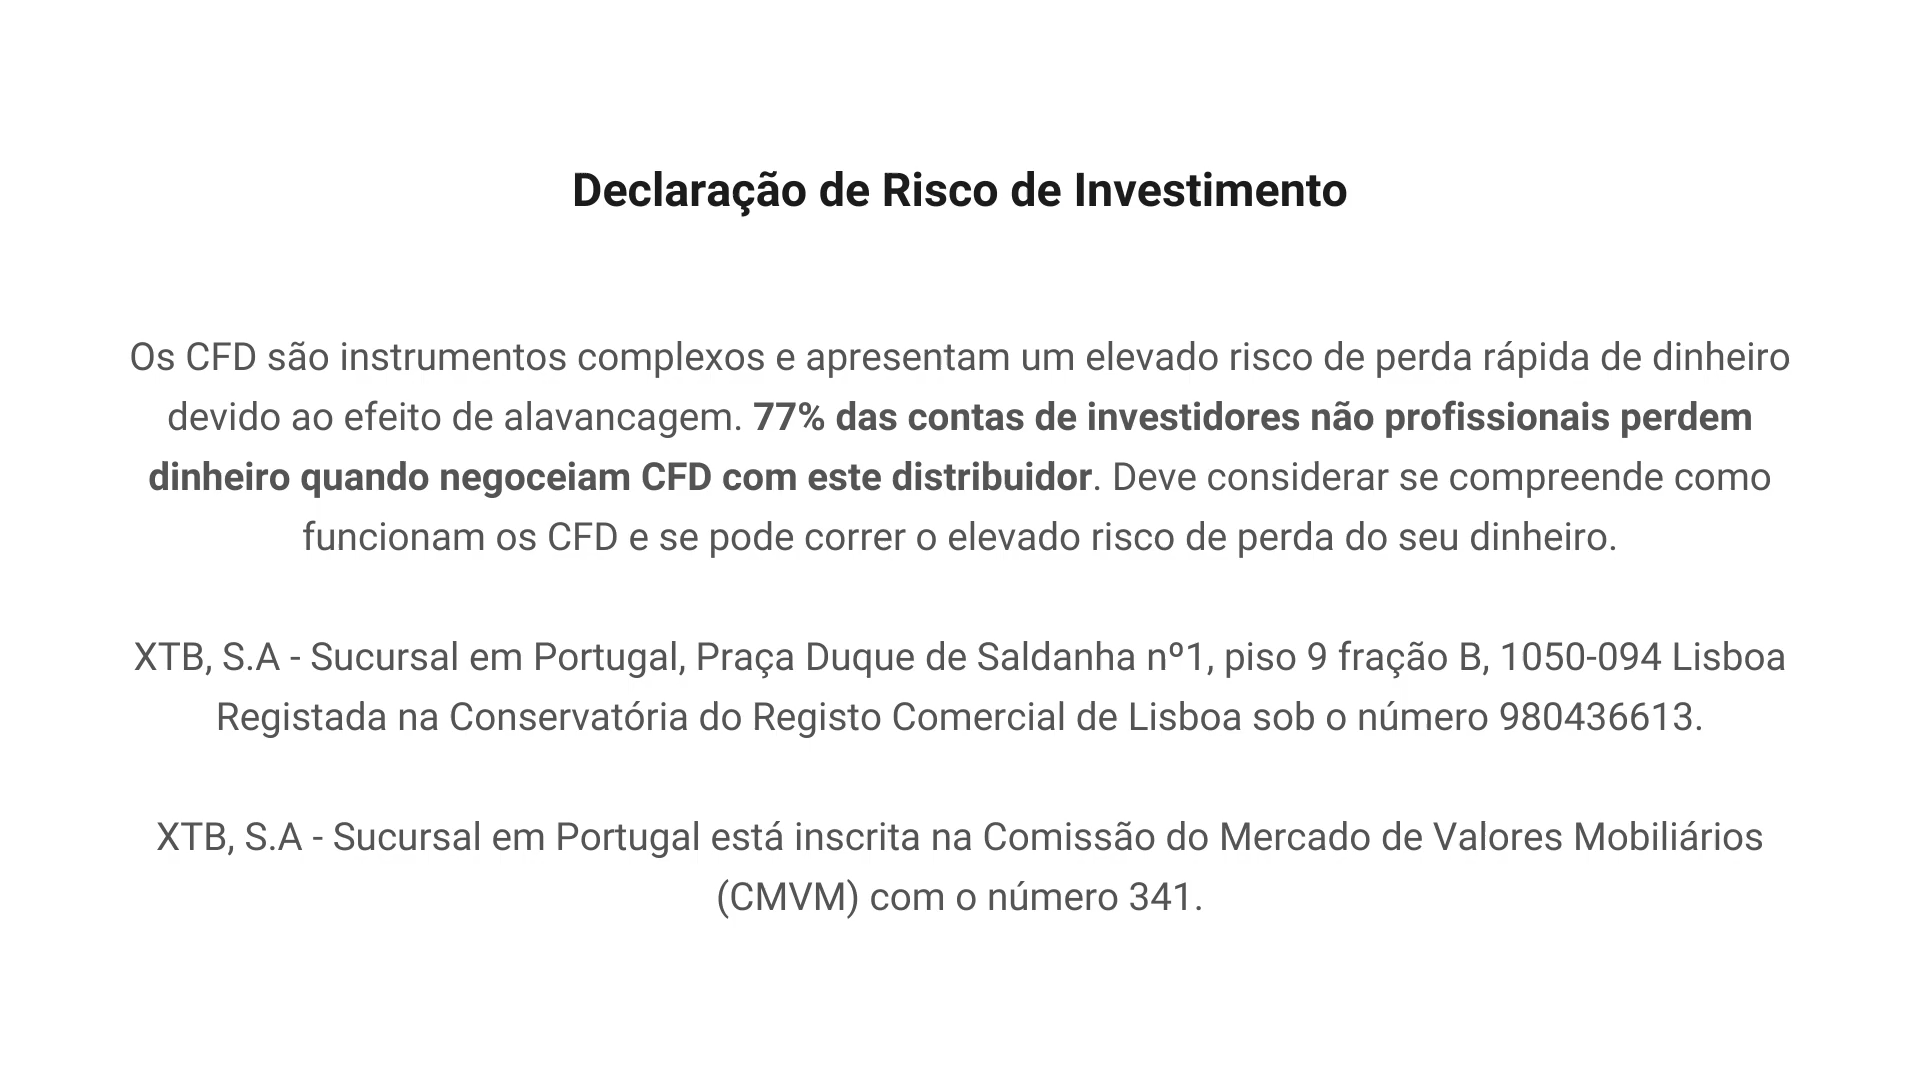 Declaração de Risco de Investimento
Os CFD são instrumentos complexos e apresentam um elevado risco de perda rápida de dinheiro
devido ao efeito de alavancagem. 77% das contas de investidores não profissionais perdem
dinheiro quando negoceiam CFD com este distribuidor. Deve considerar se compreende como
funcionam os CFD e se pode correr o elevado risco de perda do seu dinheiro.
XTB, S.A - Sucursal em Portugal, Praça Duque de Saldanha nº1, piso 9 fração B, 1050-094 Lisboa
Registada na Conservatória do Registo Comercial de Lisboa sob o número 980436613.
XTB, S.A - Sucursal em Portugal está inscrita na Comissão do Mercado de Valores Mobiliários
(CMVM) com o número 341.